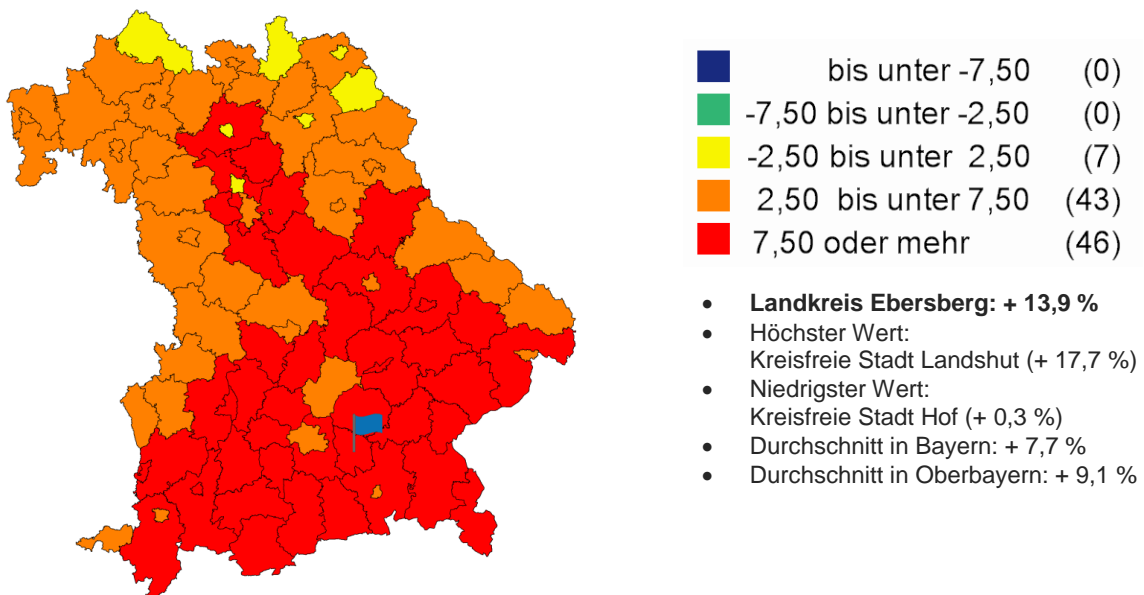 bis unter -7,50 (0)
-7,50 bis unter -2,50 (0)
-2,50 bis unter 2,50 (7)
2,50 bis unter 7,50 (43)
7,50 oder mehr (46)
• Landkreis Ebersberg: + 13,9 %
• Höchster Wert:
Kreisfreie Stadt Landshut (+ 17,7 %)
• Niedrigster Wert:
Kreisfreie Stadt Hof (+ 0,3 %)
• Durchschnitt in Bayern: + 7,7 %
• Durchschnitt in Oberbayern: + 9,1 %